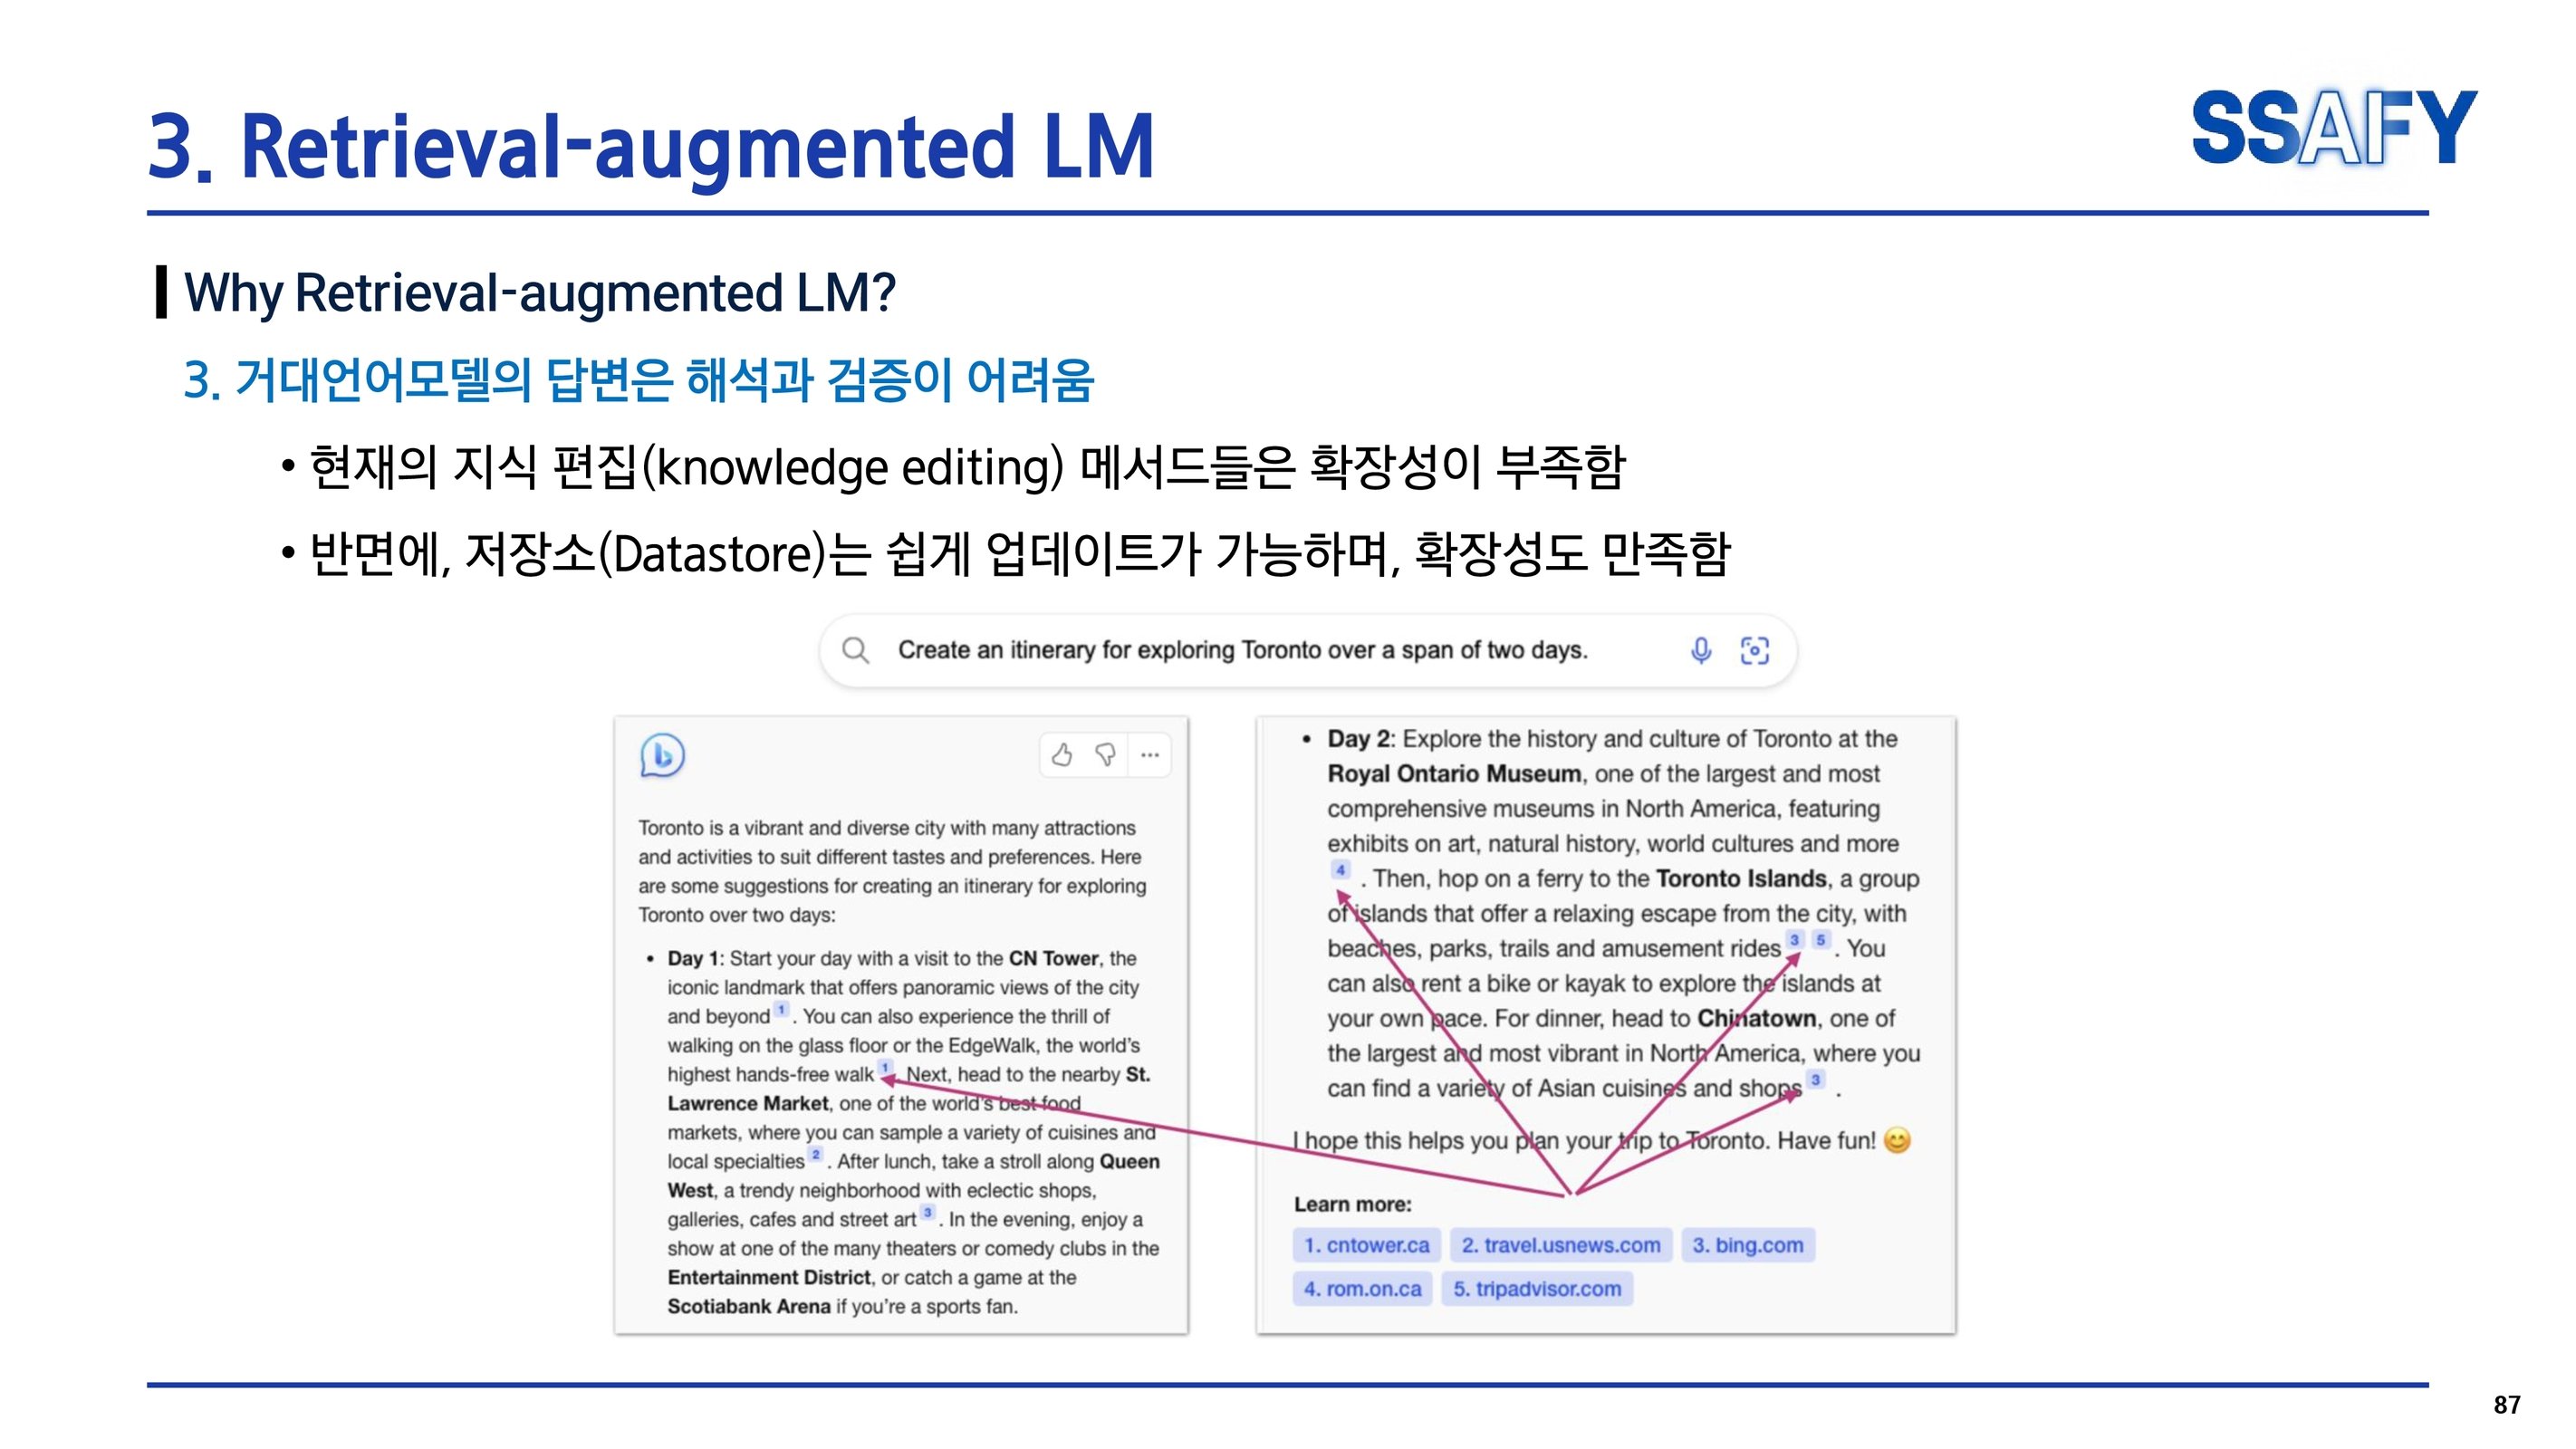 3. Retrieval-augmented LM
SSAFY
Why Retrieval-augmented LM?
3. 거대언어모델의 답변은 해석과 검증이 어려움
• 현재의 지식 편집(knowledge editing) 메서드들은 확장성이 부족함
• 반면에, 저장소(Datastore)는 쉽게 업데이트가 가능하며, 확장성도 만족함
Create an itinerary for exploring Toronto over a span of two days.
Toronto is a vibrant and diverse city with many attractions
and activities to suit different tastes and preferences. Here
are some suggestions for creating an itinerary for exploring
Toronto over two days:
• Day 1: Start your day with a visit to the CN Tower, the
iconic landmark that offers panoramic views of the city
and beyond 1 . You can also experience the thrill of
walking on the glass floor or the EdgeWalk, the world's
highest hands-free walk 1 . Next, head to the nearby St.
Lawrence Market, one of the world's best food
markets, where you can sample a variety of cuisines and
local specialties 2 . After lunch, take a stroll along Queen
West, a trendy neighborhood with eclectic shops,
galleries, cafes and street art 3 . In the evening, enjoy a
show at one of the many theaters or comedy clubs in the
Entertainment District, or catch a game at the
Scotiabank Arena if you're a sports fan.
• Day 2: Explore the history and culture of Toronto at the
Royal Ontario Museum, one of the largest and most
comprehensive museums in North America, featuring
exhibits on art, natural history, world cultures and more
4 . Then, hop on a ferry to the Toronto Islands, a group
of islands that offer a relaxing escape from the city, with
beaches, parks, trails and amusement rides 3 5 . You
can also rent a bike or kayak to explore the islands at
your own pace. For dinner, head to Chinatown, one of
the largest and most vibrant in North America, where you
can find a variety of Asian cuisines and shops 3 .
I hope this helps you plan your trip to Toronto. Have fun! 😊
Learn more:
1. cntower.ca 2. travel.usnews.com 3. bing.com
4. rom.on.ca 5. tripadvisor.com
87